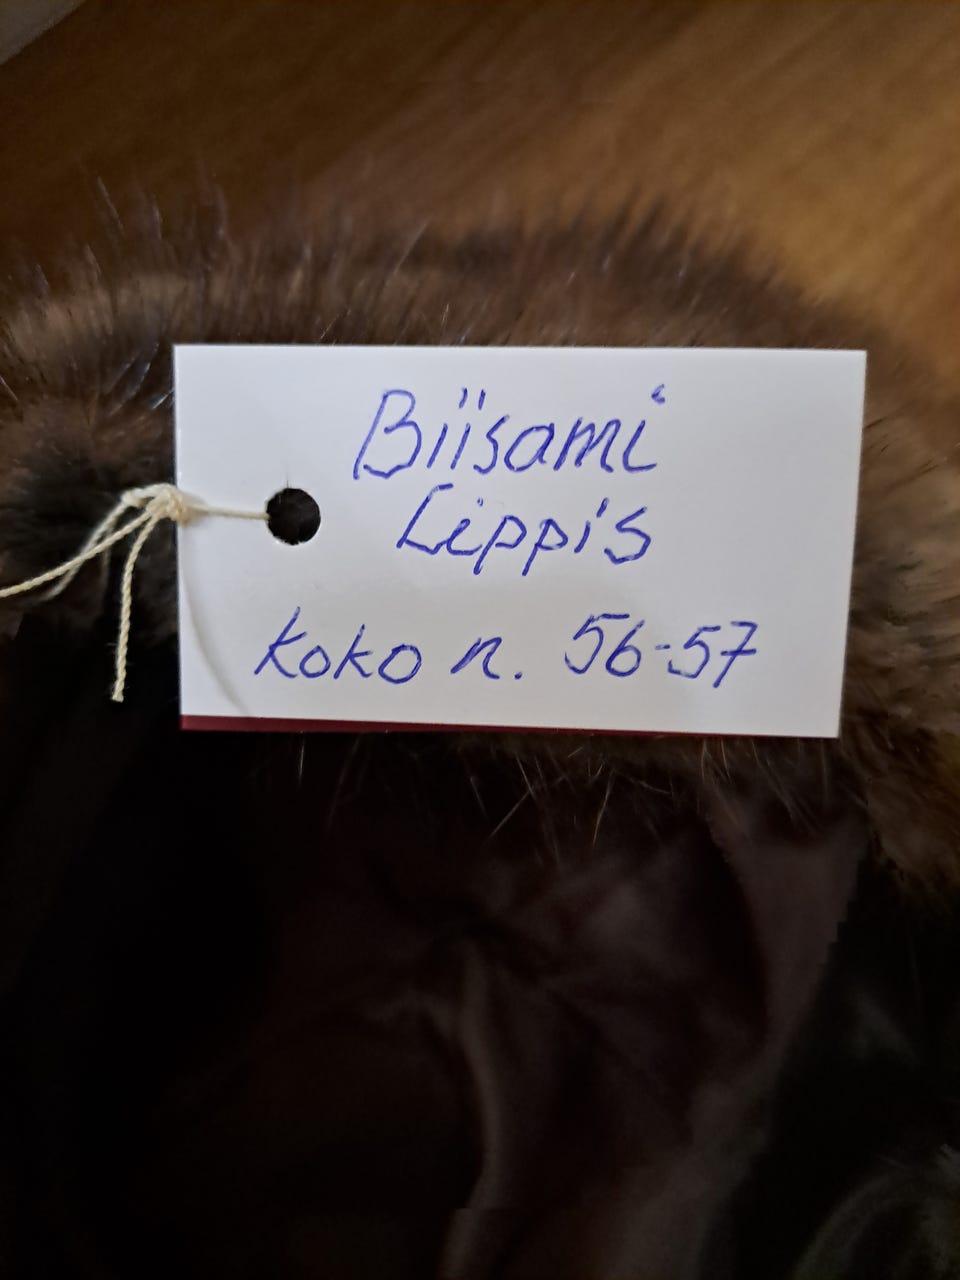 Biisami
Lippis
koko n. 56-57